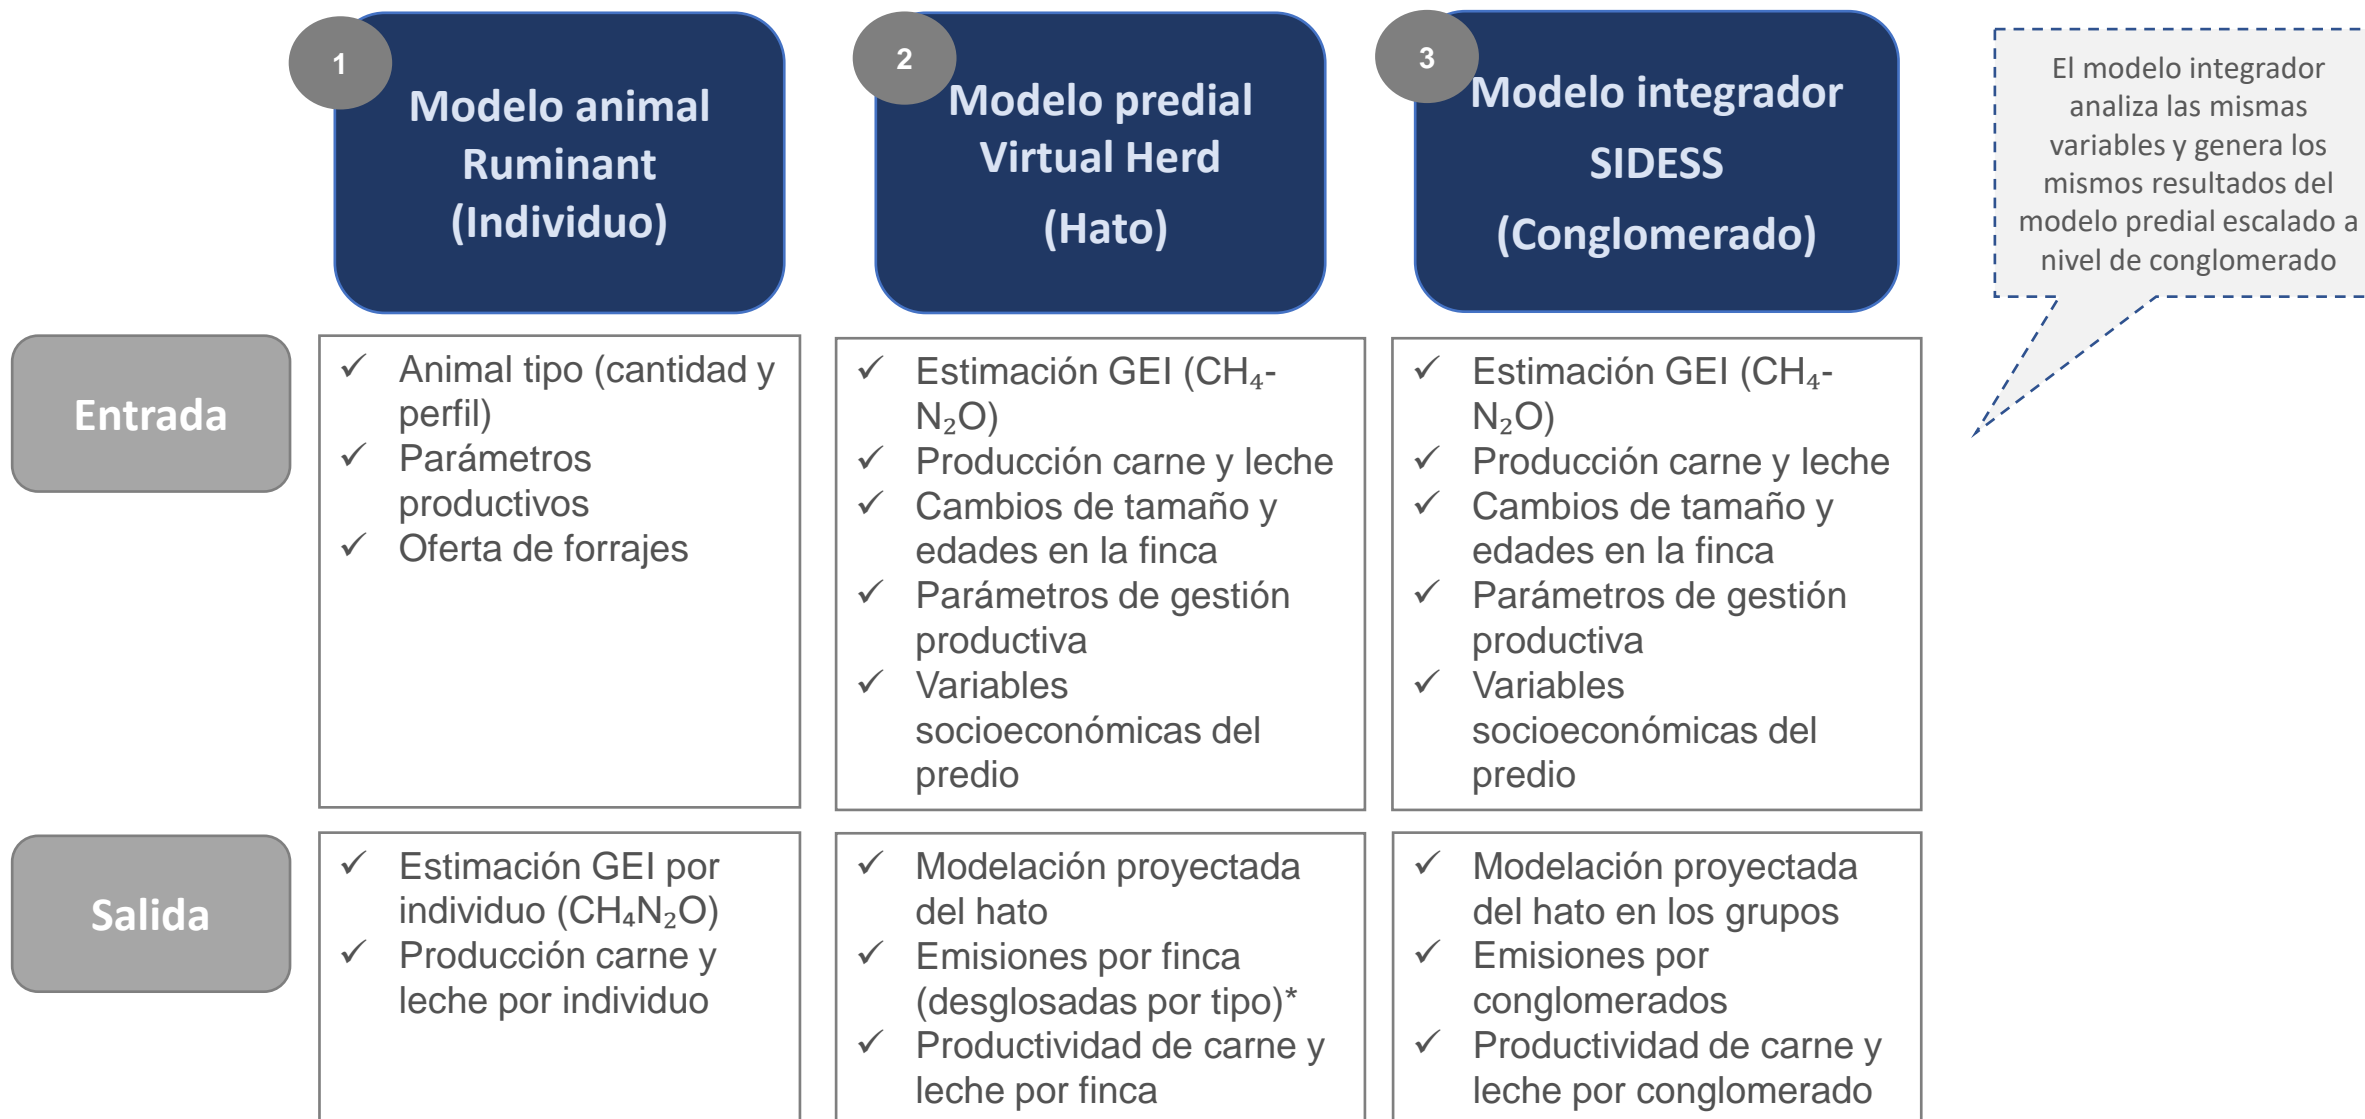 1
Modelo animal
Ruminant
(Individuo)
2
Modelo predial
Virtual Herd
(Hato)
3
Modelo integrador
SIDESS
(Conglomerado)
El modelo integrador
analiza las mismas
variables y genera los
mismos resultados del
modelo predial escalado a
nivel de conglomerado
Entrada
✓ Animal tipo (cantidad y
perfil)
✓ Parámetros
productivos
✓ Oferta de forrajes
✓ Estimación GEI (CH₄-
N₂O)
✓ Producción carne y leche
✓ Cambios de tamaño y
edades en la finca
✓ Parámetros de gestión
productiva
✓ Variables
socioeconómicas del
predio
✓ Estimación GEI (CH₄-
N₂O)
✓ Producción carne y leche
✓ Cambios de tamaño y
edades en la finca
✓ Parámetros de gestión
productiva
✓ Variables
socioeconómicas del
predio
Salida
✓ Estimación GEI por
individuo (CH₄N₂O)
✓ Producción carne y
leche por individuo
✓ Modelación proyectada
del hato
✓ Emisiones por finca
(desglosadas por tipo)*
✓ Productividad de carne y
leche por finca
✓ Modelación proyectada
del hato en los grupos
✓ Emisiones por
conglomerados
✓ Productividad de carne y
leche por conglomerado